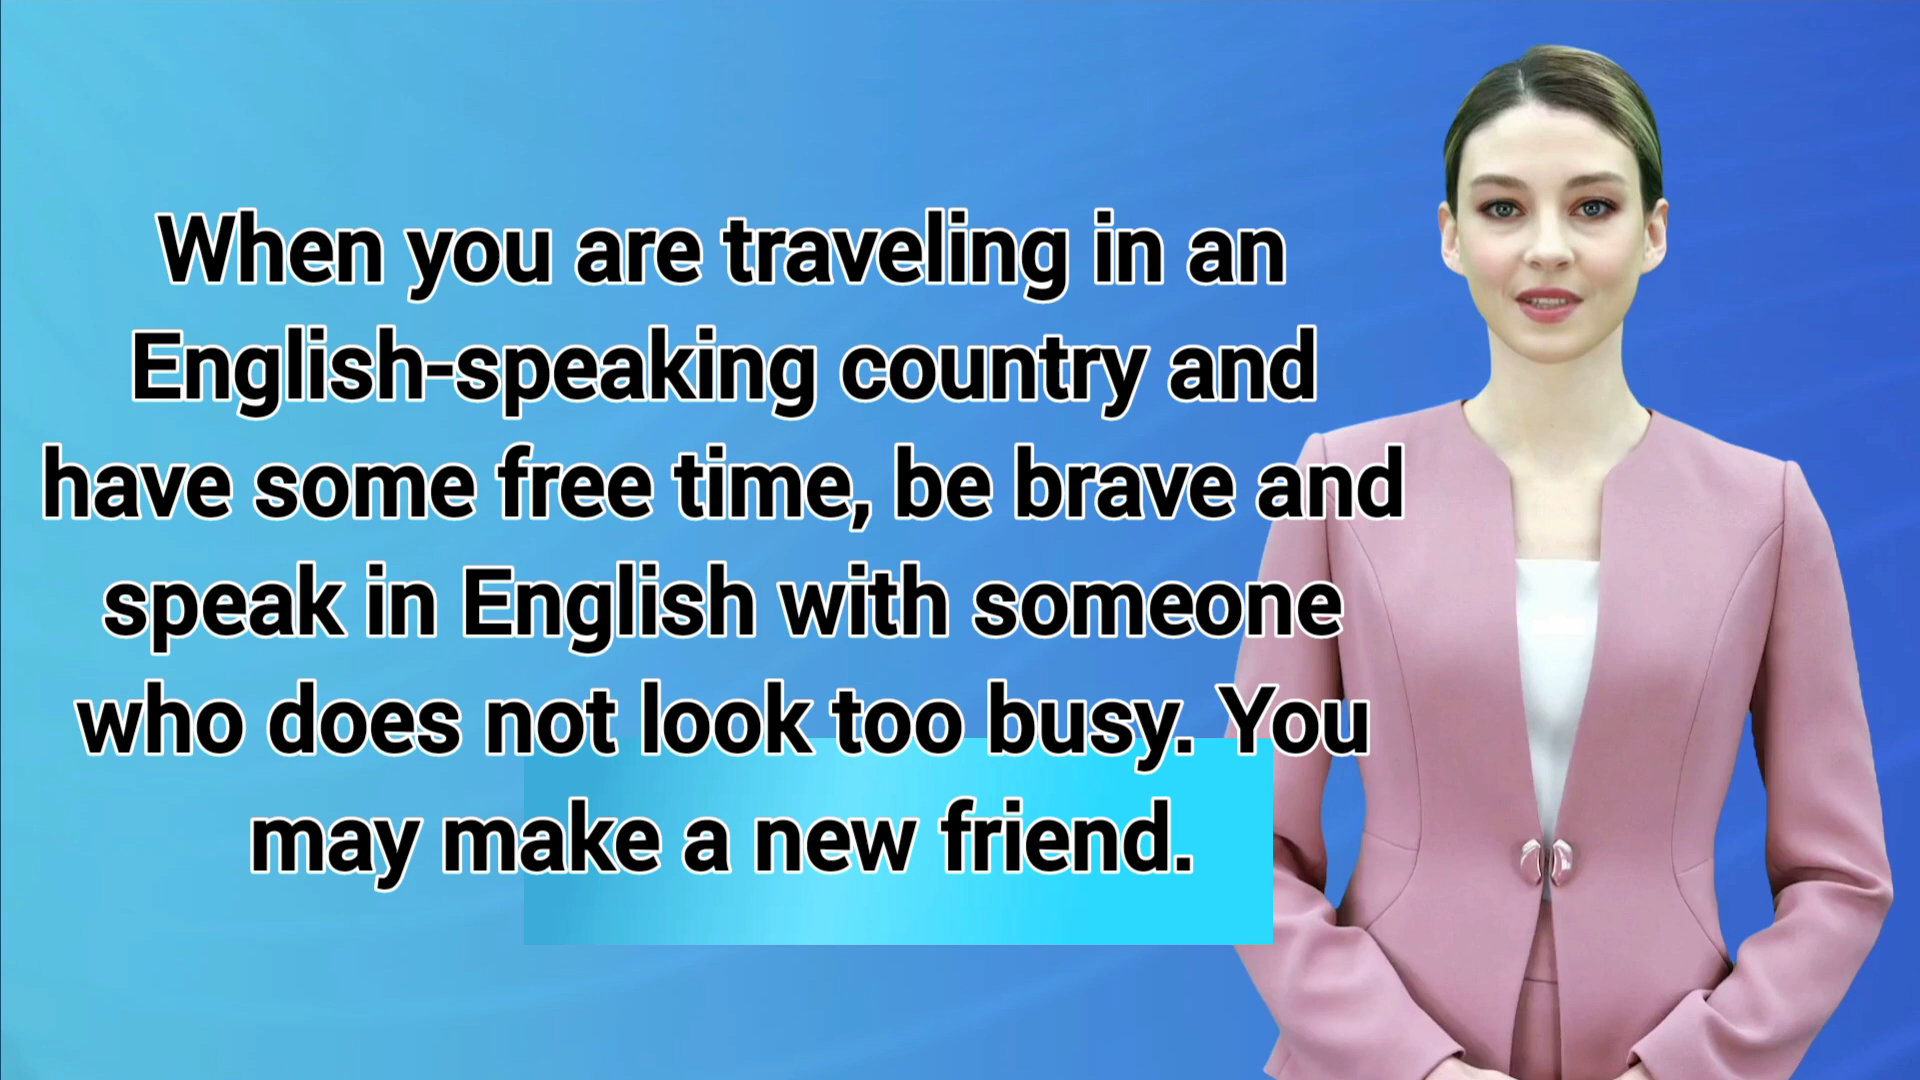 When you are traveling in an
English-speaking country and
have some free time, be brave and
speak in English with someone
who does not look too busy. You
may make a new friend.